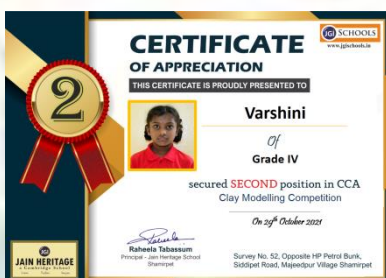 CERTIFICATE
OF APPRECIATION
THIS CERTIFICATE IS PROUDLY PRESENTED TO
JGI SCHOOLS
www.jgischools.in
2
Varshini
Of
Grade IV
secured SECOND position in CCA
Clay Modelling Competition
On 29th October 2021
Raheela Tabassum
Principal - Jain Heritage School
Shamirpet
Survey No. 52, Opposite HP Petrol Bunk,
Siddipet Road, Majeedpur Village Shamirpet
JGI
JAIN HERITAGE
a Cambridge School